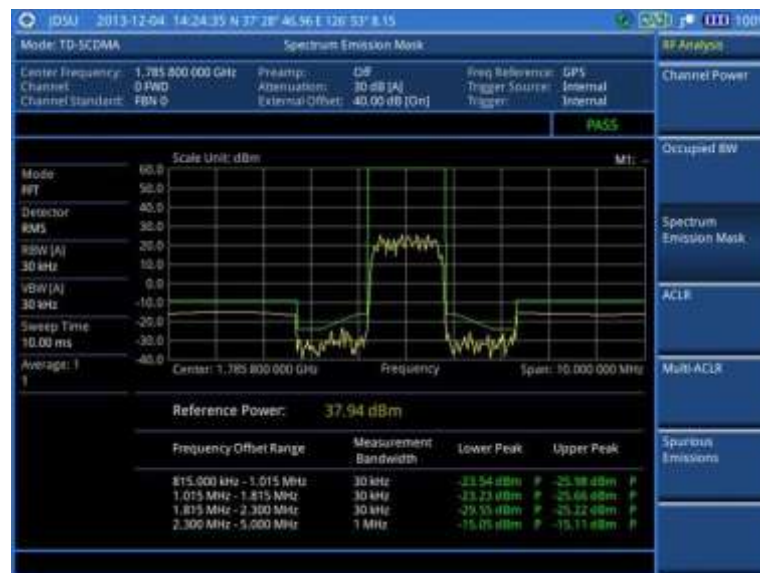 JDSU 2013-12-04 14:24:35 N 37° 28' 46.96 E 126° 53' 8.15 100%
Mode: TD-SCDMA Spectrum Emission Mask RF Analysis
Center Frequency: 1.785 800 000 GHz Preamp: Off Freq Reference: GPS
Channel: 0 FWD Attenuation: 30 dB [A] Trigger Source: Internal
Channel Standard: FBN 0 External Offset: 40.00 dB [On] Trigger: Internal
PASS
Channel Power
Occupied BW
Spectrum
Emission Mask
ACLR
Multi-ACLR
Spurious
Emissions
Scale Unit: dBm M1: --
Mode
FFT
Detector
RMS
RBW [A]
30 kHz
VBW [A]
30 kHz
Sweep Time
10.00 ms
Average: 1
1
60.0
50.0
40.0
30.0
20.0
10.0
0.0
-10.0
-20.0
-30.0
-40.0
Center: 1.785 800 000 GHz Frequency Span: 10.000 000 MHz
Reference Power: 37.94 dBm
Frequency Offset Range Measurement Bandwidth Lower Peak Upper Peak
815.000 kHz - 1.015 MHz 30 kHz -23.54 dBm P -25.98 dBm P
1.015 MHz - 1.815 MHz 30 kHz -23.23 dBm P -25.66 dBm P
1.815 MHz - 2.300 MHz 30 kHz -29.55 dBm P -25.22 dBm P
2.300 MHz - 5.000 MHz 1 MHz -15.05 dBm P -15.11 dBm P